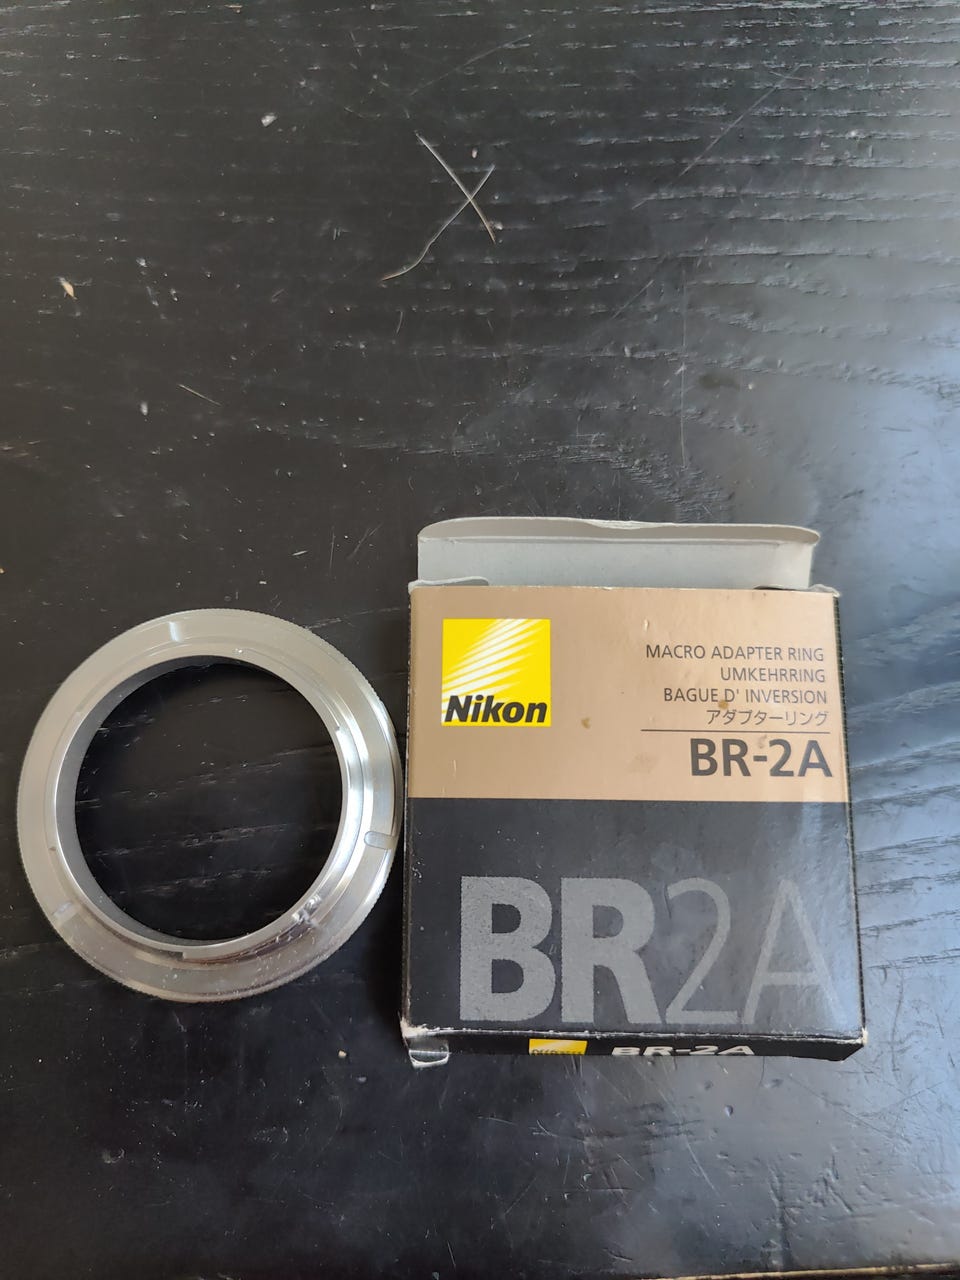 Nikon
MACRO ADAPTER RING
UMKEHRRING
BAGUE D' INVERSION
アダプターリング
BR-2A
BR2A
BR-2A